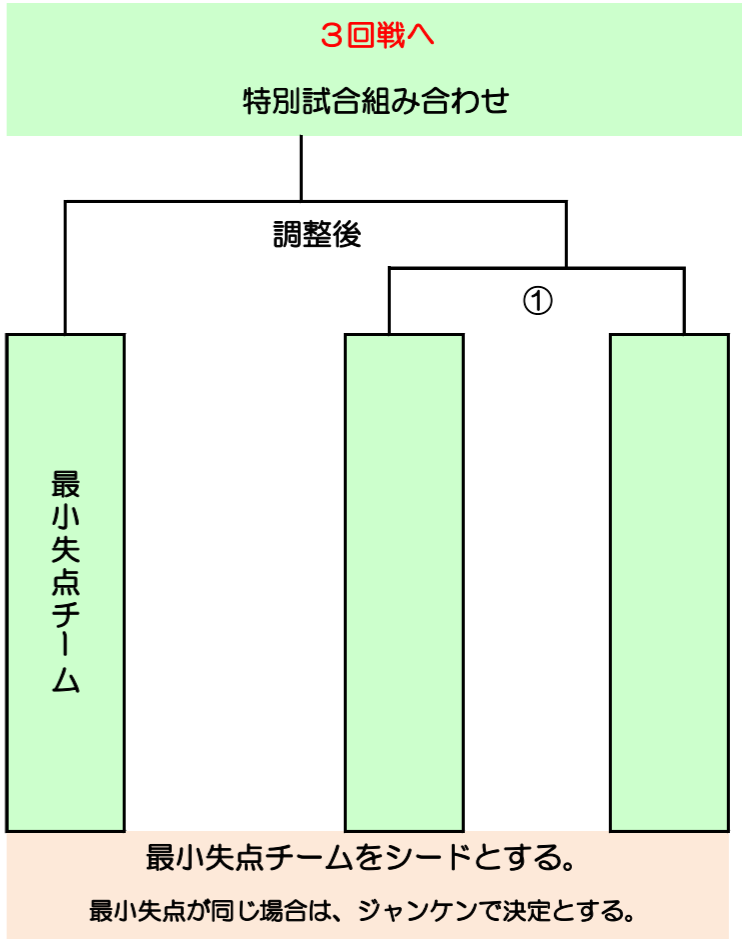 ３回戦へ
特別試合組み合わせ
調整後
①
最小失点チーム
最小失点チームをシードとする。
最小失点が同じ場合は、ジャンケンで決定とする。